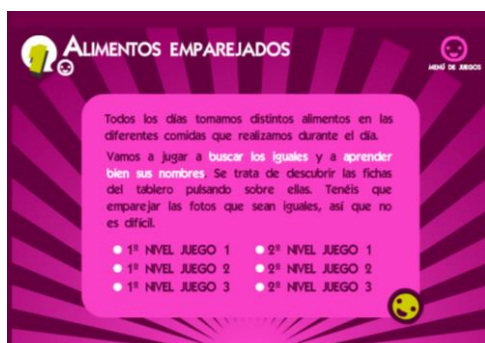 ALIMENTOS EMPAREJADOS
MENÚ DE JUEGOS
Todos los días tomamos distintos alimentos en las
diferentes comidas que realizamos durante el día.
Vamos a jugar a buscar los iguales y a aprender
bien sus nombres. Se trata de descubrir las fichas
del tablero pulsando sobre ellas. Tenéis que
emparejar las fotos que sean iguales, así que no
es difícil.
1º NIVEL JUEGO 1
1º NIVEL JUEGO 2
1º NIVEL JUEGO 3
2º NIVEL JUEGO 1
2º NIVEL JUEGO 2
2º NIVEL JUEGO 3